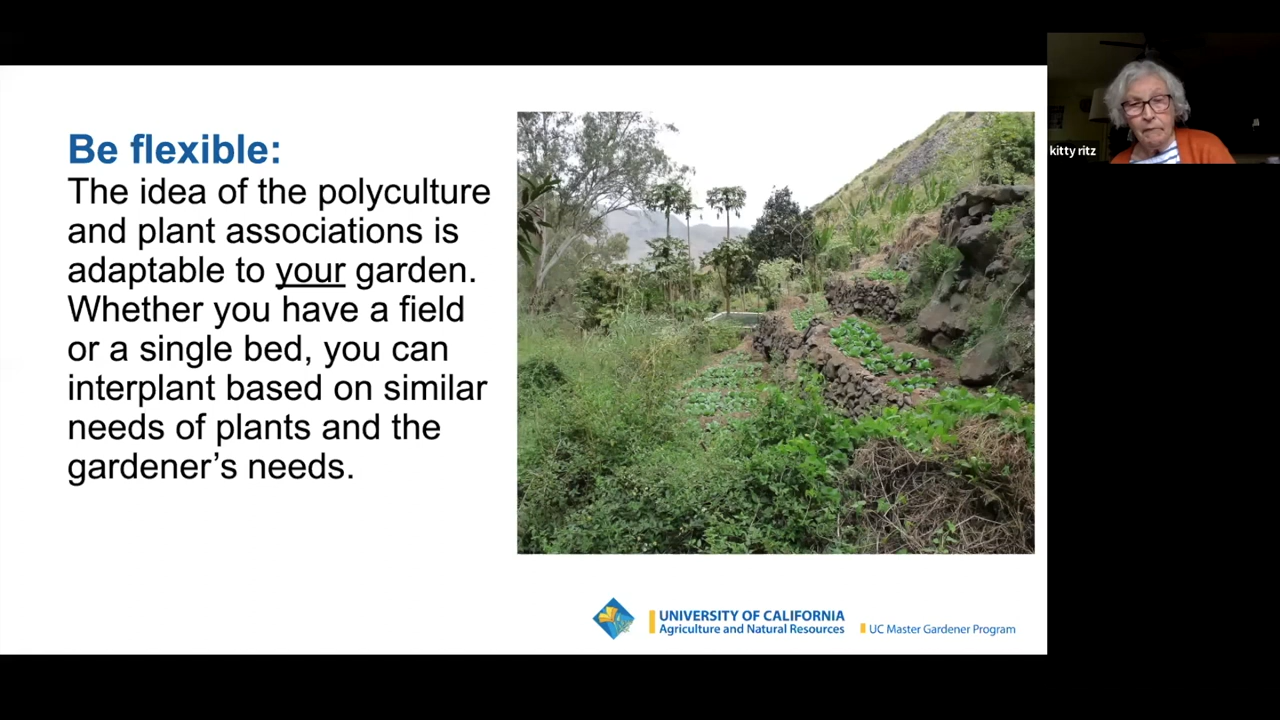 Be flexible:
The idea of the polyculture
and plant associations is
adaptable to your garden.
Whether you have a field
or a single bed, you can
interplant based on similar
needs of plants and the
gardener’s needs.
kitty ritz
UNIVERSITY OF CALIFORNIA
Agriculture and Natural Resources
UC Master Gardener Program